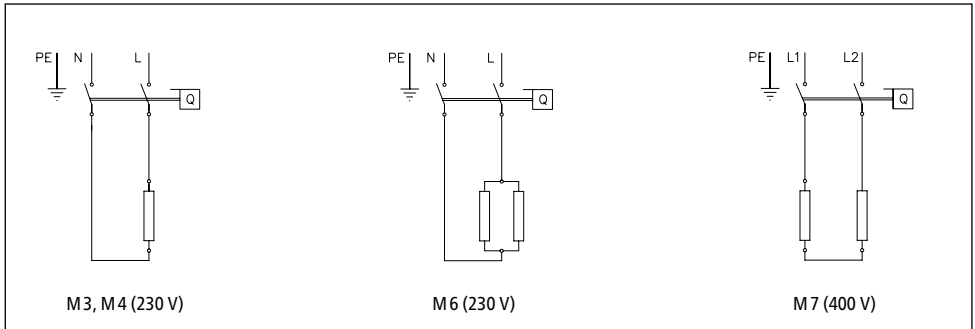 PE N L
Q
M3, M4 (230 V)
PE N L
Q
M6 (230 V)
PE L1 L2
Q
M7 (400 V)